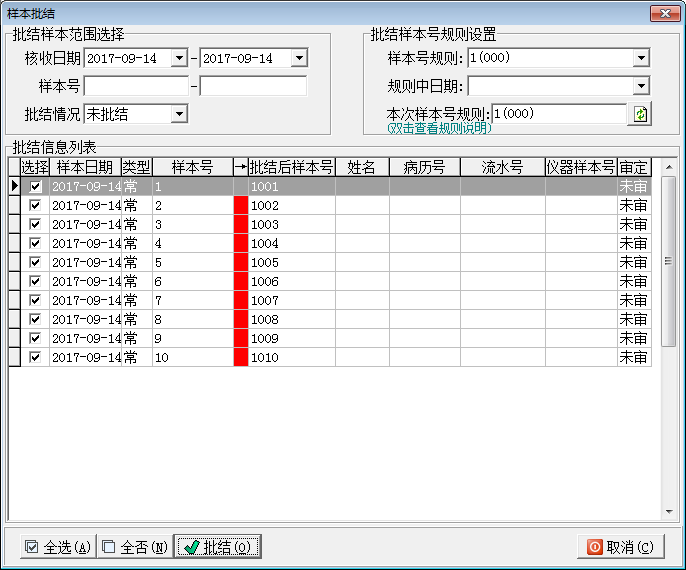 样本批结
批结样本范围选择
核收日期 2017-09-14 - 2017-09-14
样本号 -
批结情况 未批结
批结样本号规则设置
样本号规则: 1(000)
规则中日期:
本次样本号规则: 1(000)
(双击查看规则说明)
批结信息列表
选择 样本日期 类型 样本号 → 批结后样本号 姓名 病历号 流水号 仪器样本号 审定
2017-09-14 常 1 1001 未审
2017-09-14 常 2 1002 未审
2017-09-14 常 3 1003 未审
2017-09-14 常 4 1004 未审
2017-09-14 常 5 1005 未审
2017-09-14 常 6 1006 未审
2017-09-14 常 7 1007 未审
2017-09-14 常 8 1008 未审
2017-09-14 常 9 1009 未审
2017-09-14 常 10 1010 未审
全选(A) 全否(N) 批结(O) 取消(C)